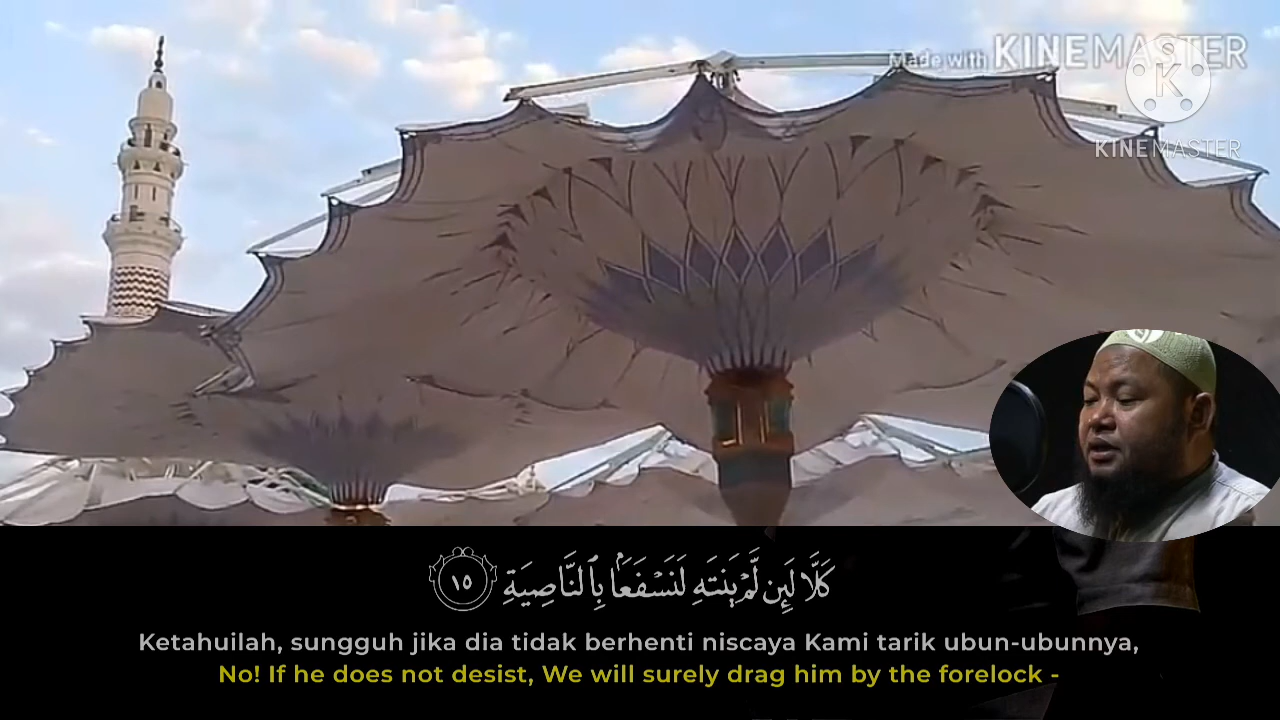 Made with KINEMASTER
K
KINEMASTER
كَلَّا لَئِن لَّمْ يَنتَهِ لَنَسْفَعًۢا بِٱلنَّاصِيَةِ ١٥
Ketahuilah, sungguh jika dia tidak berhenti niscaya Kami tarik ubun-ubunnya,
No! If he does not desist, We will surely drag him by the forelock -